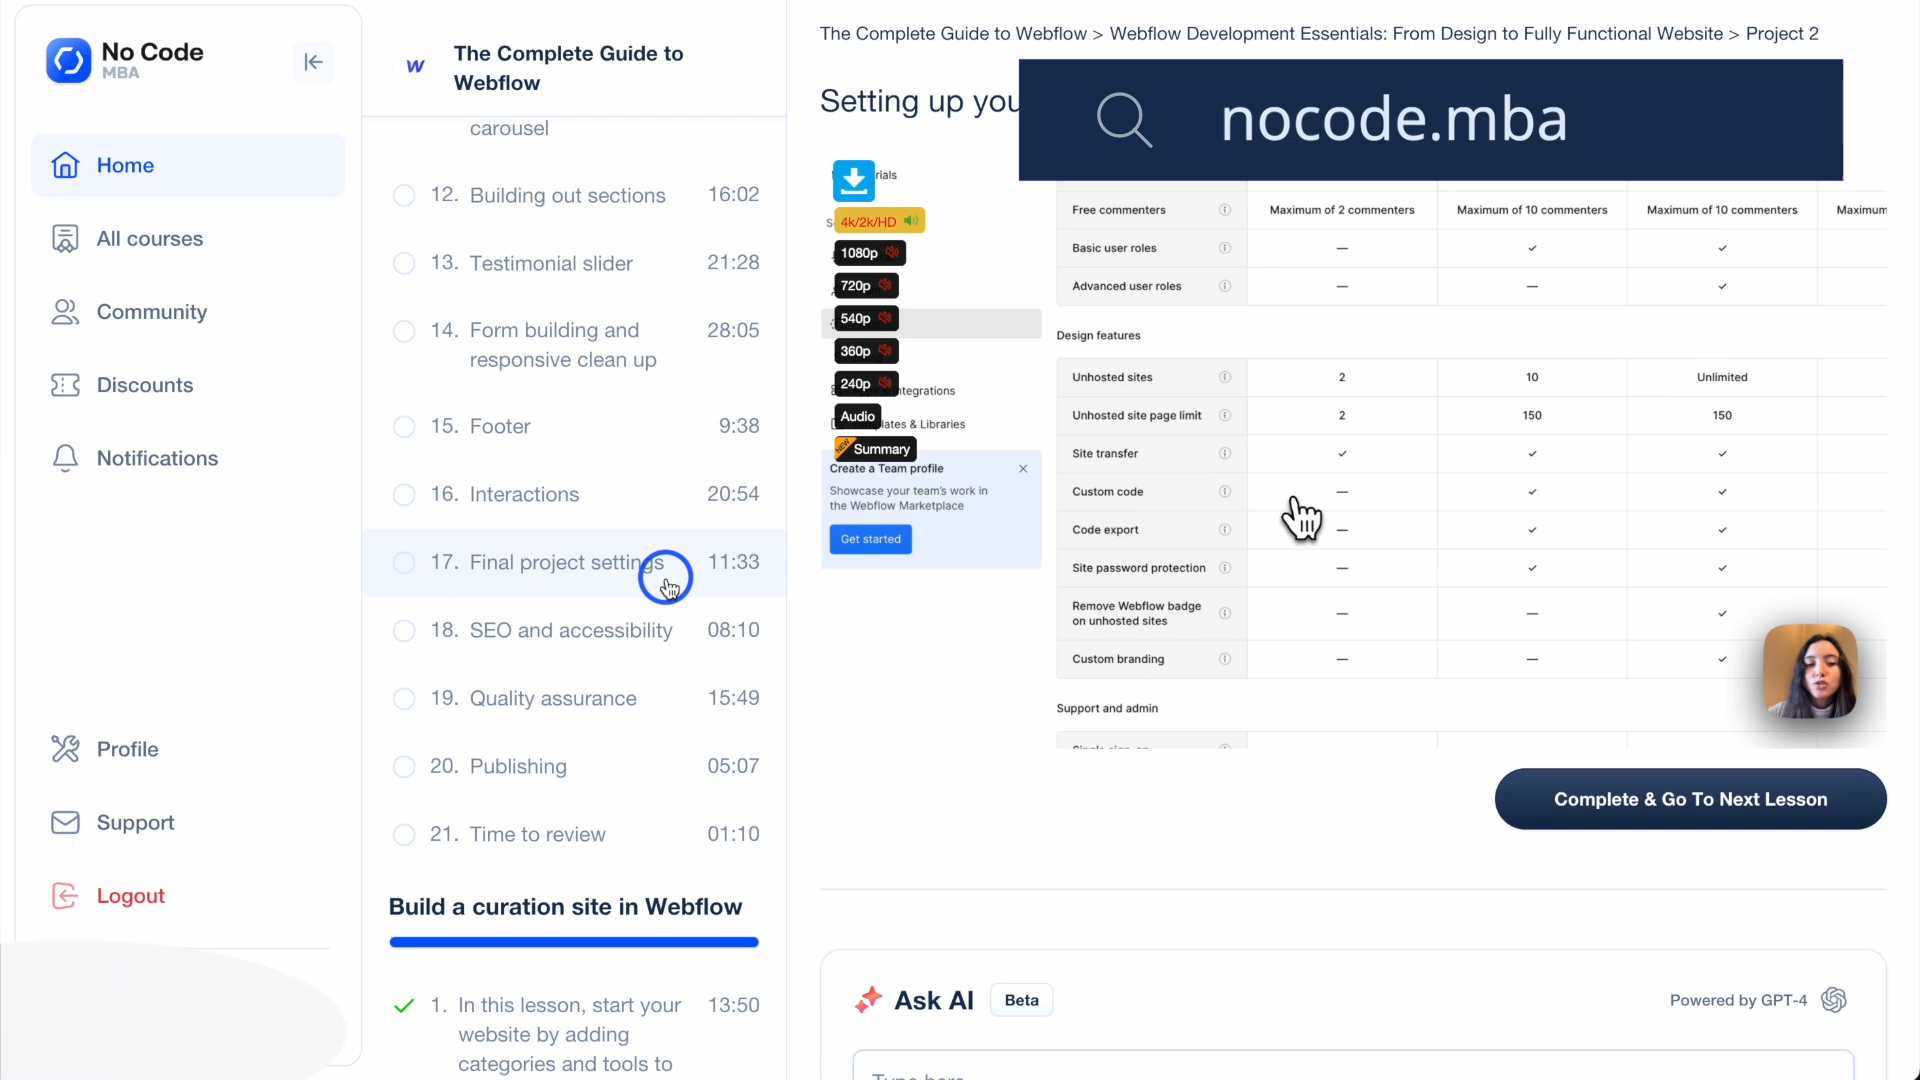 No Code
MBA
Home
All courses
Community
Discounts
Notifications
Profile
Support
Logout
W
The Complete Guide to
Webflow
carousel
12. Building out sections 16:02
13. Testimonial slider 21:28
14. Form building and 28:05
responsive clean up
15. Footer 9:38
16. Interactions 20:54
17. Final project settings 11:33
18. SEO and accessibility 08:10
19. Quality assurance 15:49
20. Publishing 05:07
21. Time to review 01:10
Build a curation site in Webflow
1. In this lesson, start your 13:50
website by adding
categories and tools to
The Complete Guide to Webflow > Webflow Development Essentials: From Design to Fully Functional Website > Project 2
Setting up you
nocode.mba
rials
4k/2k/HD
1080p
720p
540p
360p
240p
ntegrations
Audio
lates & Libraries
NEW
Summary
Create a Team profile
Showcase your team's work in
the Webflow Marketplace
Get started
Free commenters Maximum of 2 commenters Maximum of 10 commenters Maximum of 10 commenters Maximum
Basic user roles — ✓ ✓
Advanced user roles — — ✓
Design features
Unhosted sites 2 10 Unlimited
Unhosted site page limit 2 150 150
Site transfer ✓ ✓ ✓
Custom code — ✓ ✓
Code export — ✓ ✓
Site password protection — ✓ ✓
Remove Webflow badge
on unhosted sites — — ✓
Custom branding — — ✓
Support and admin
Complete & Go To Next Lesson
Ask AI
Beta
Powered by GPT-4
Type here